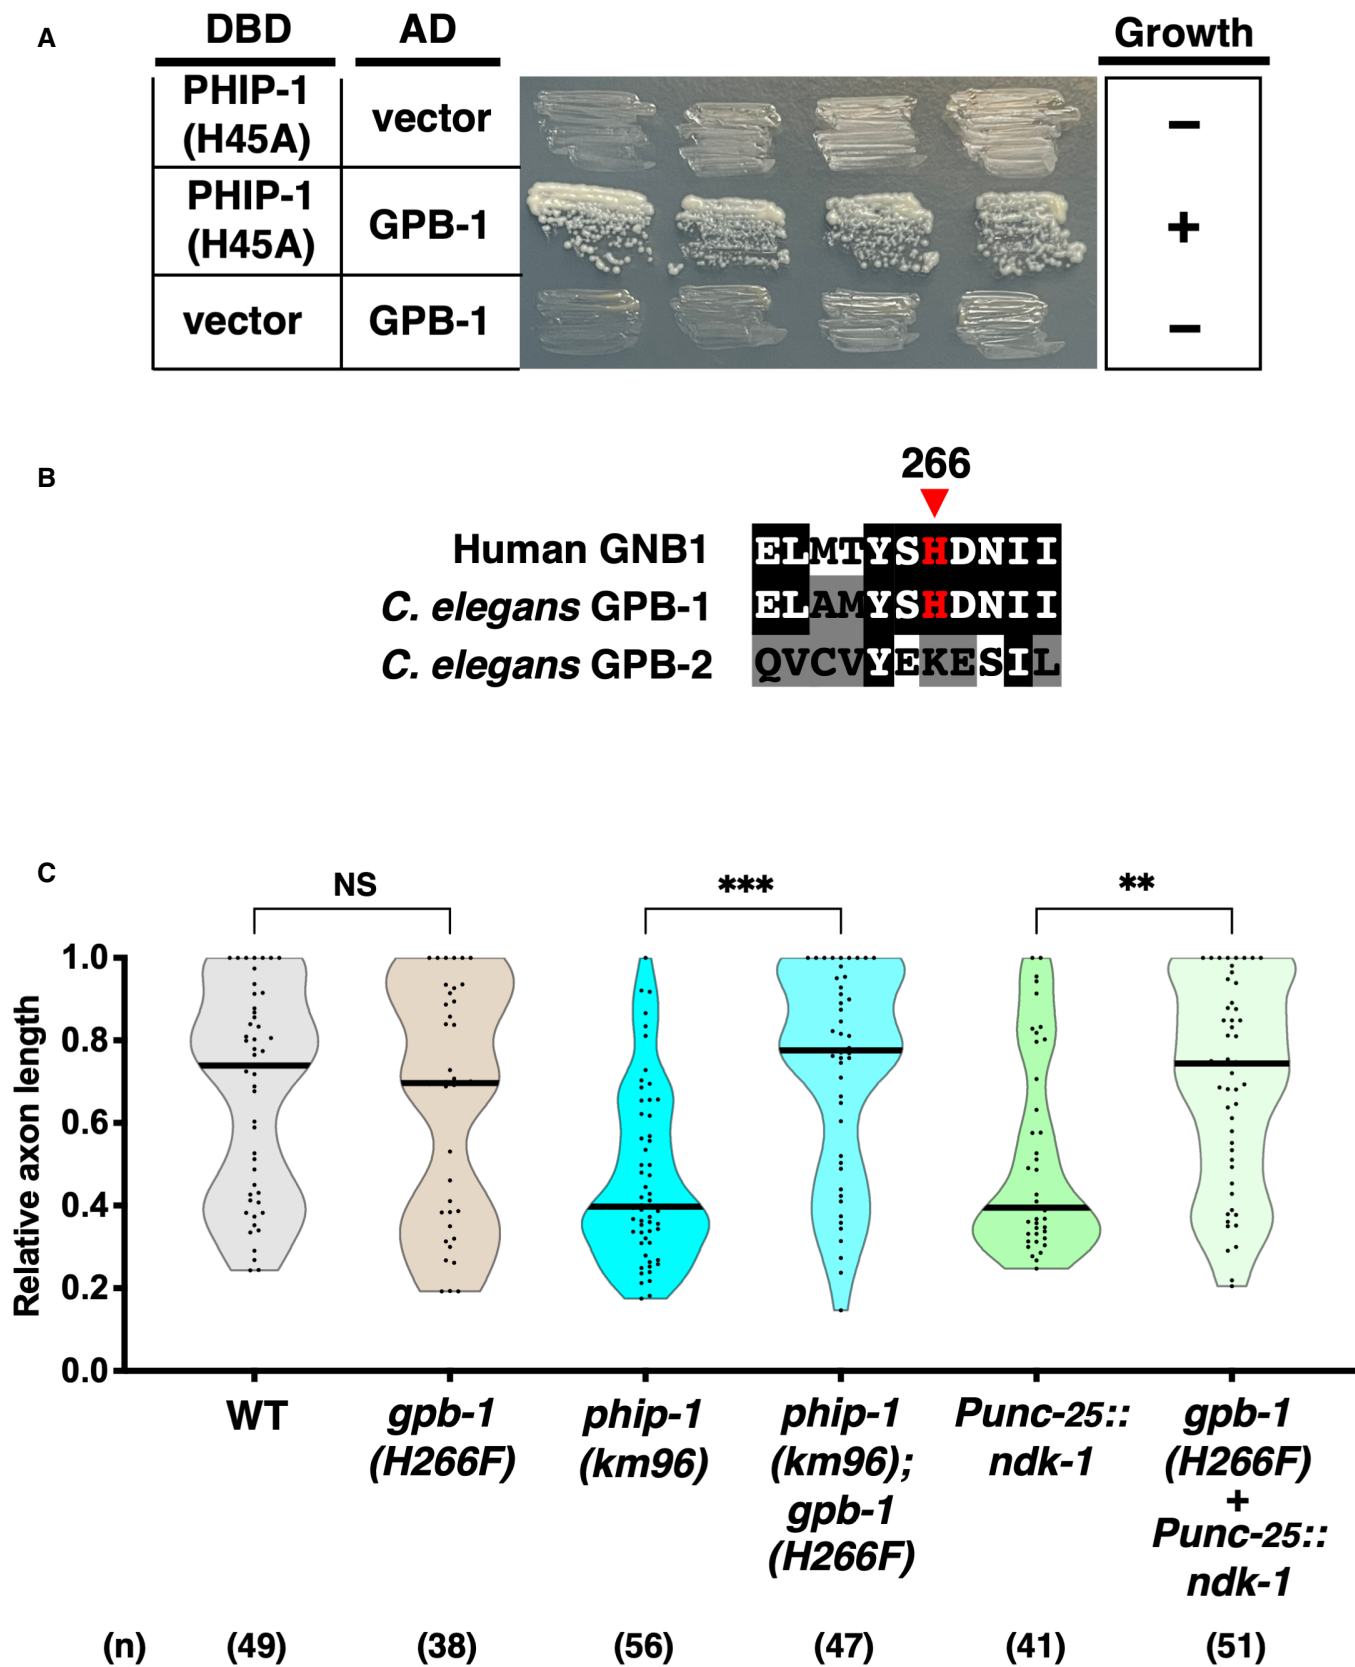 A
DBD AD Growth
PHIP-1
(H45A)
vector
−
PHIP-1
(H45A)
GPB-1
+
vector
GPB-1
−
B
266
Human GNB1 ELMTYSHDNII
C. elegans GPB-1 ELAMYSHDNII
C. elegans GPB-2 QVCVYEKESIL
C
NS *** **
Relative axon length
1.0
0.8
0.6
0.4
0.2
0.0
WT
gpb-1
(H266F)
phip-1
(km96)
phip-1
(km96);
gpb-1
(H266F)
Punc-25::
ndk-1
gpb-1
(H266F)
+
Punc-25::
ndk-1
(n) (49) (38) (56) (47) (41) (51)